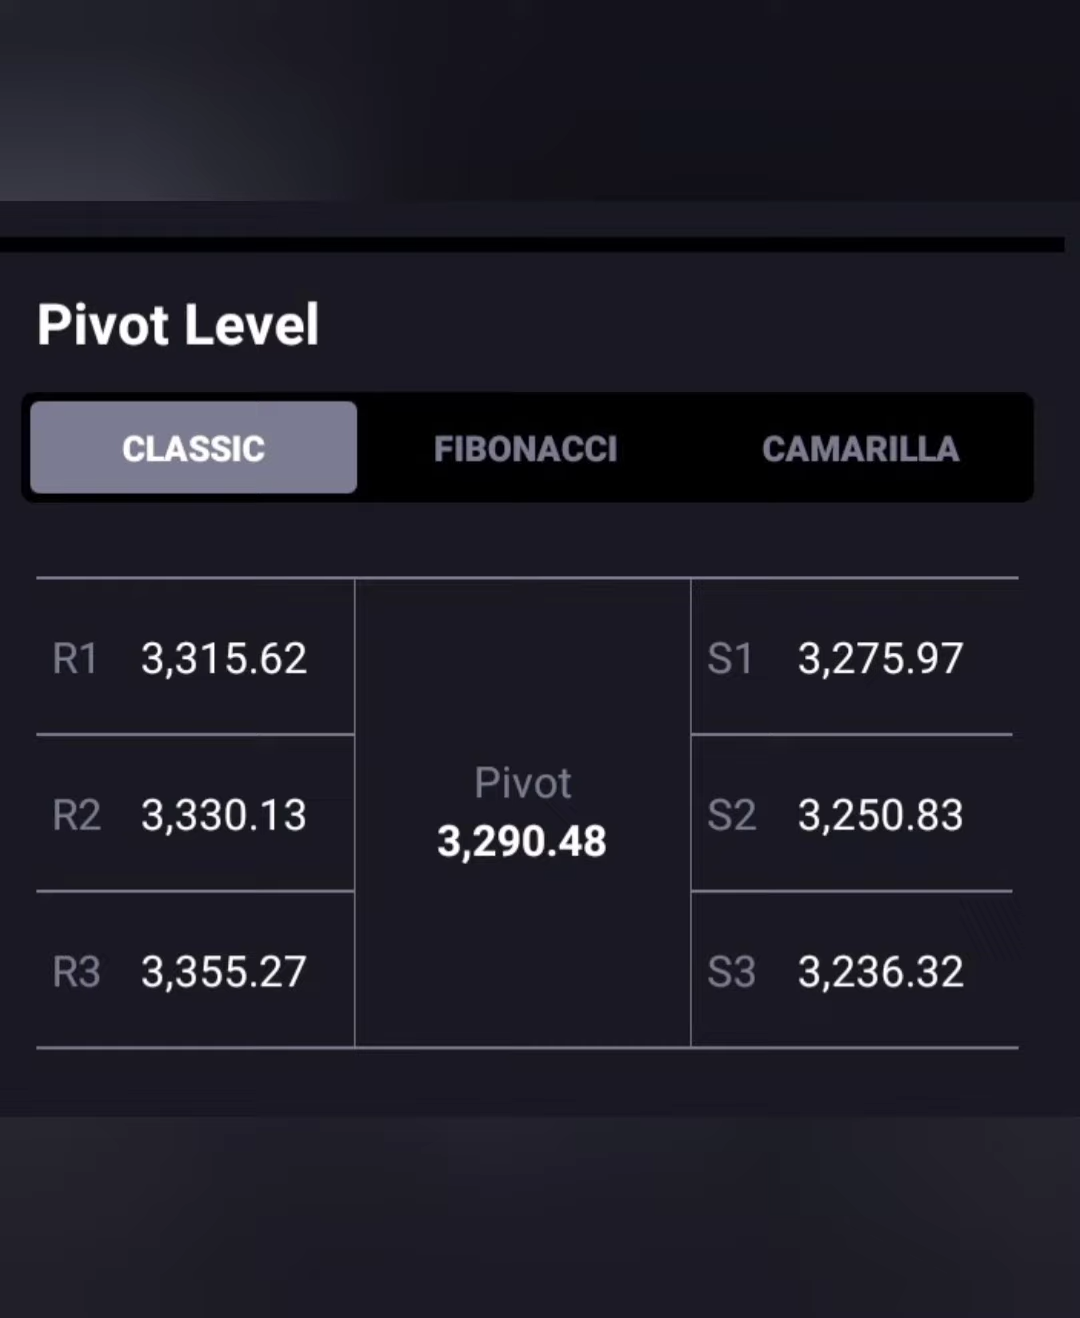 Pivot Level
CLASSIC FIBONACCI CAMARILLA
R1 3,315.62 S1 3,275.97
Pivot
R2 3,330.13 3,290.48 S2 3,250.83
R3 3,355.27 S3 3,236.32